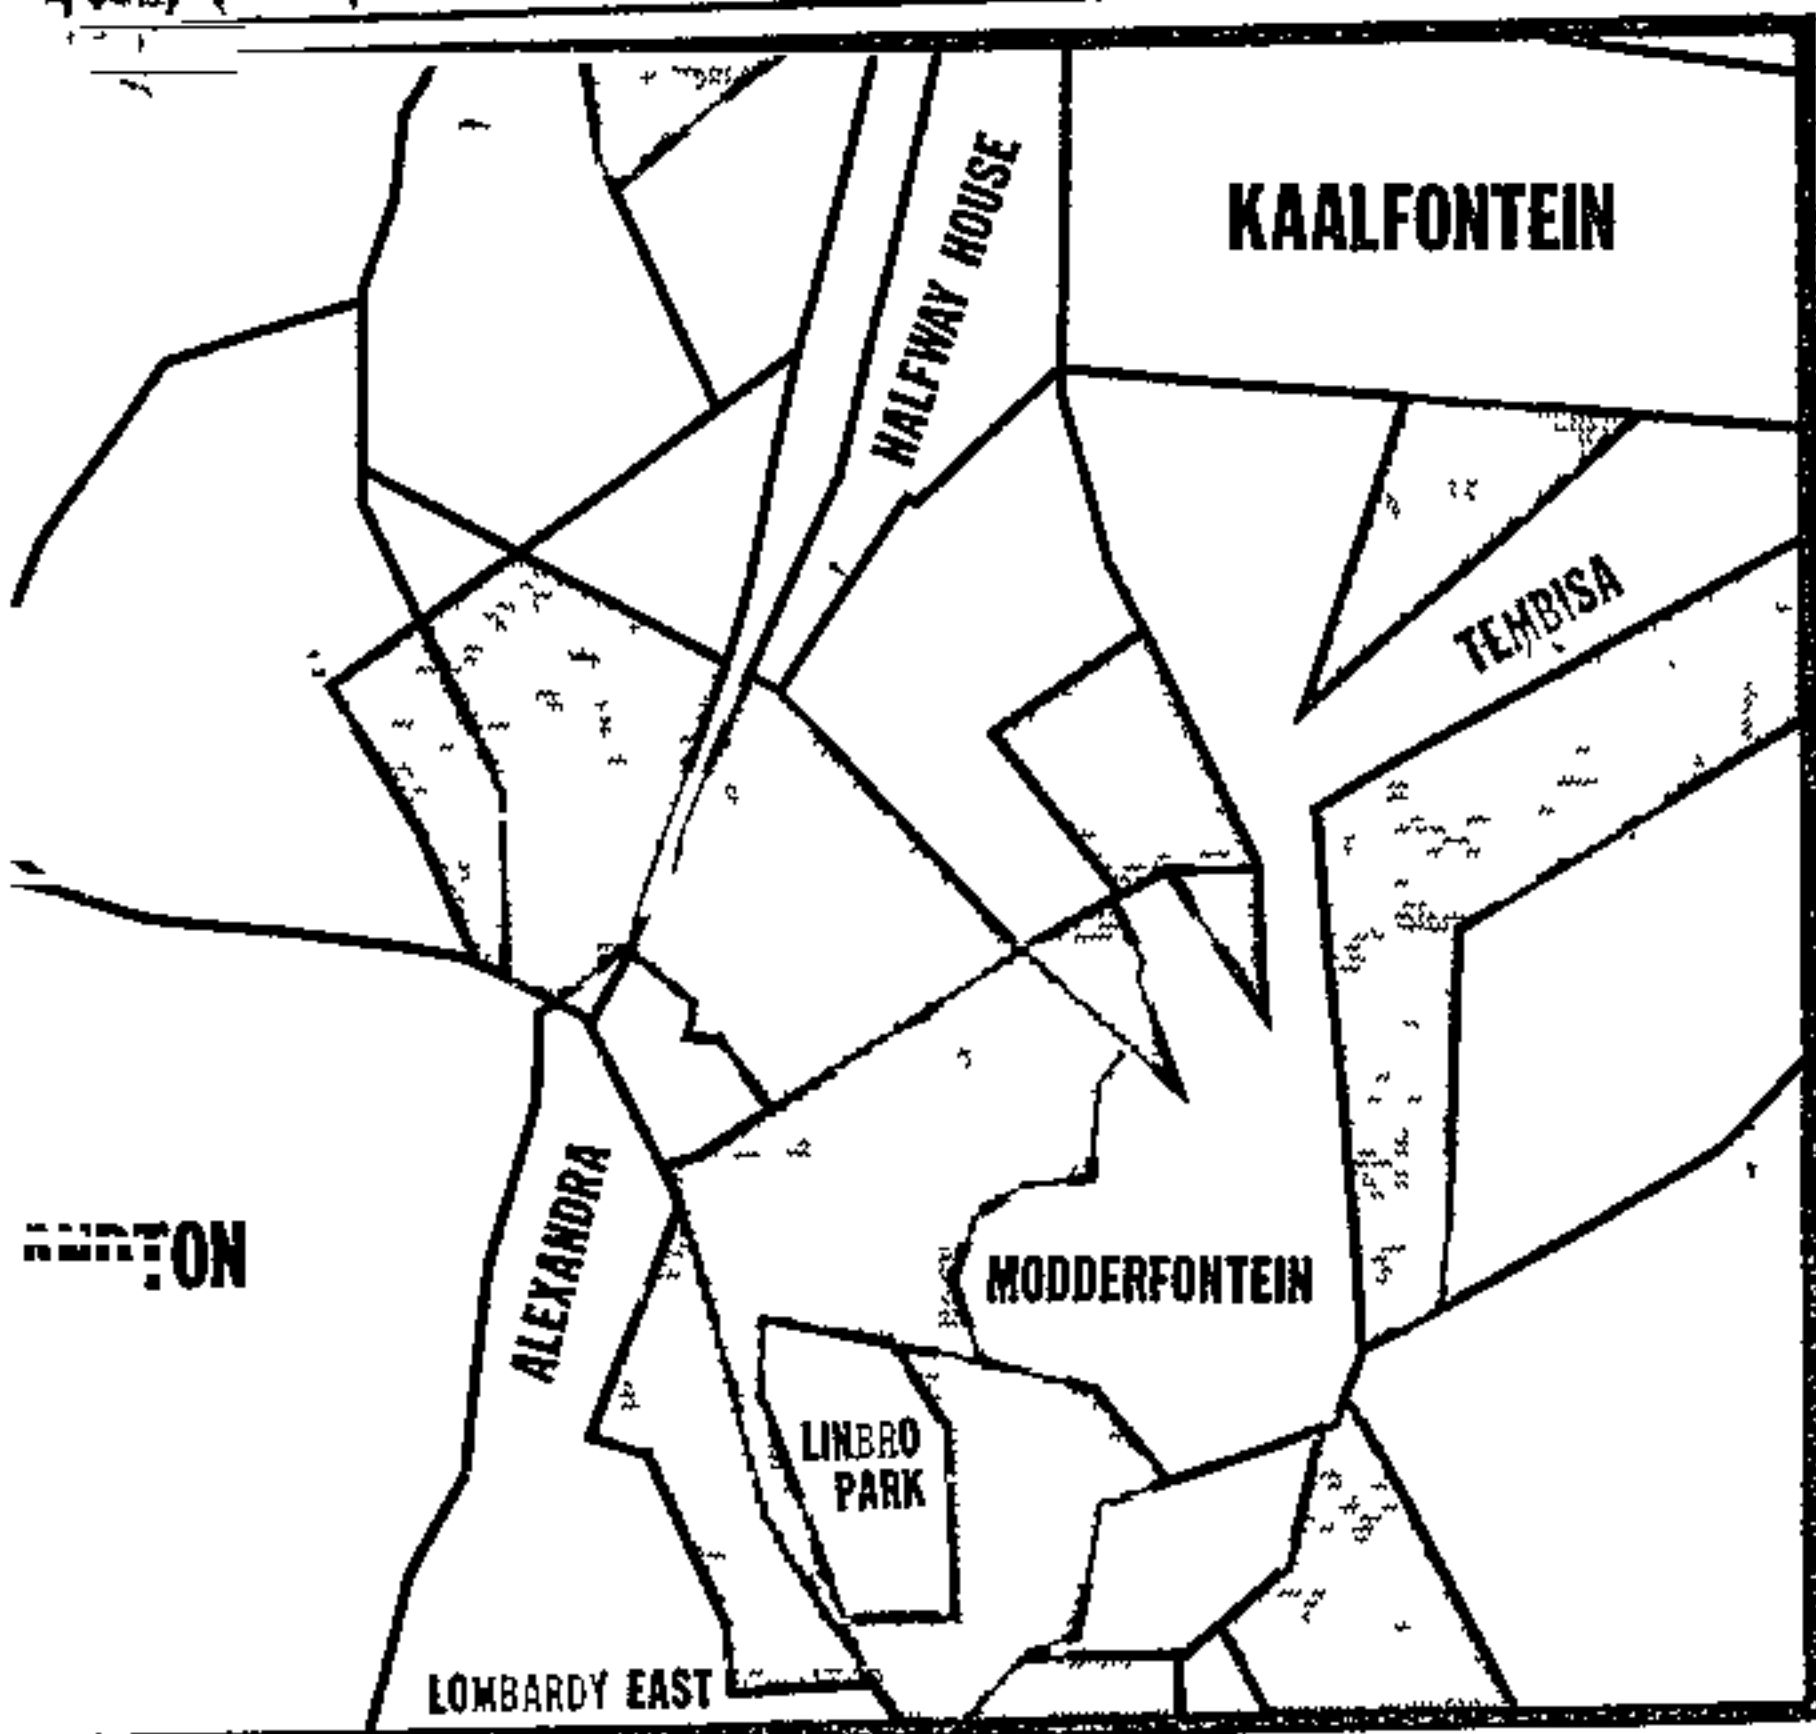 KAALFONTEIN
HALFWAY HOUSE
TEMBISA
ALEXANDRA
MODDERFONTEIN
LINBRO
PARK
LOMBARDY EAST